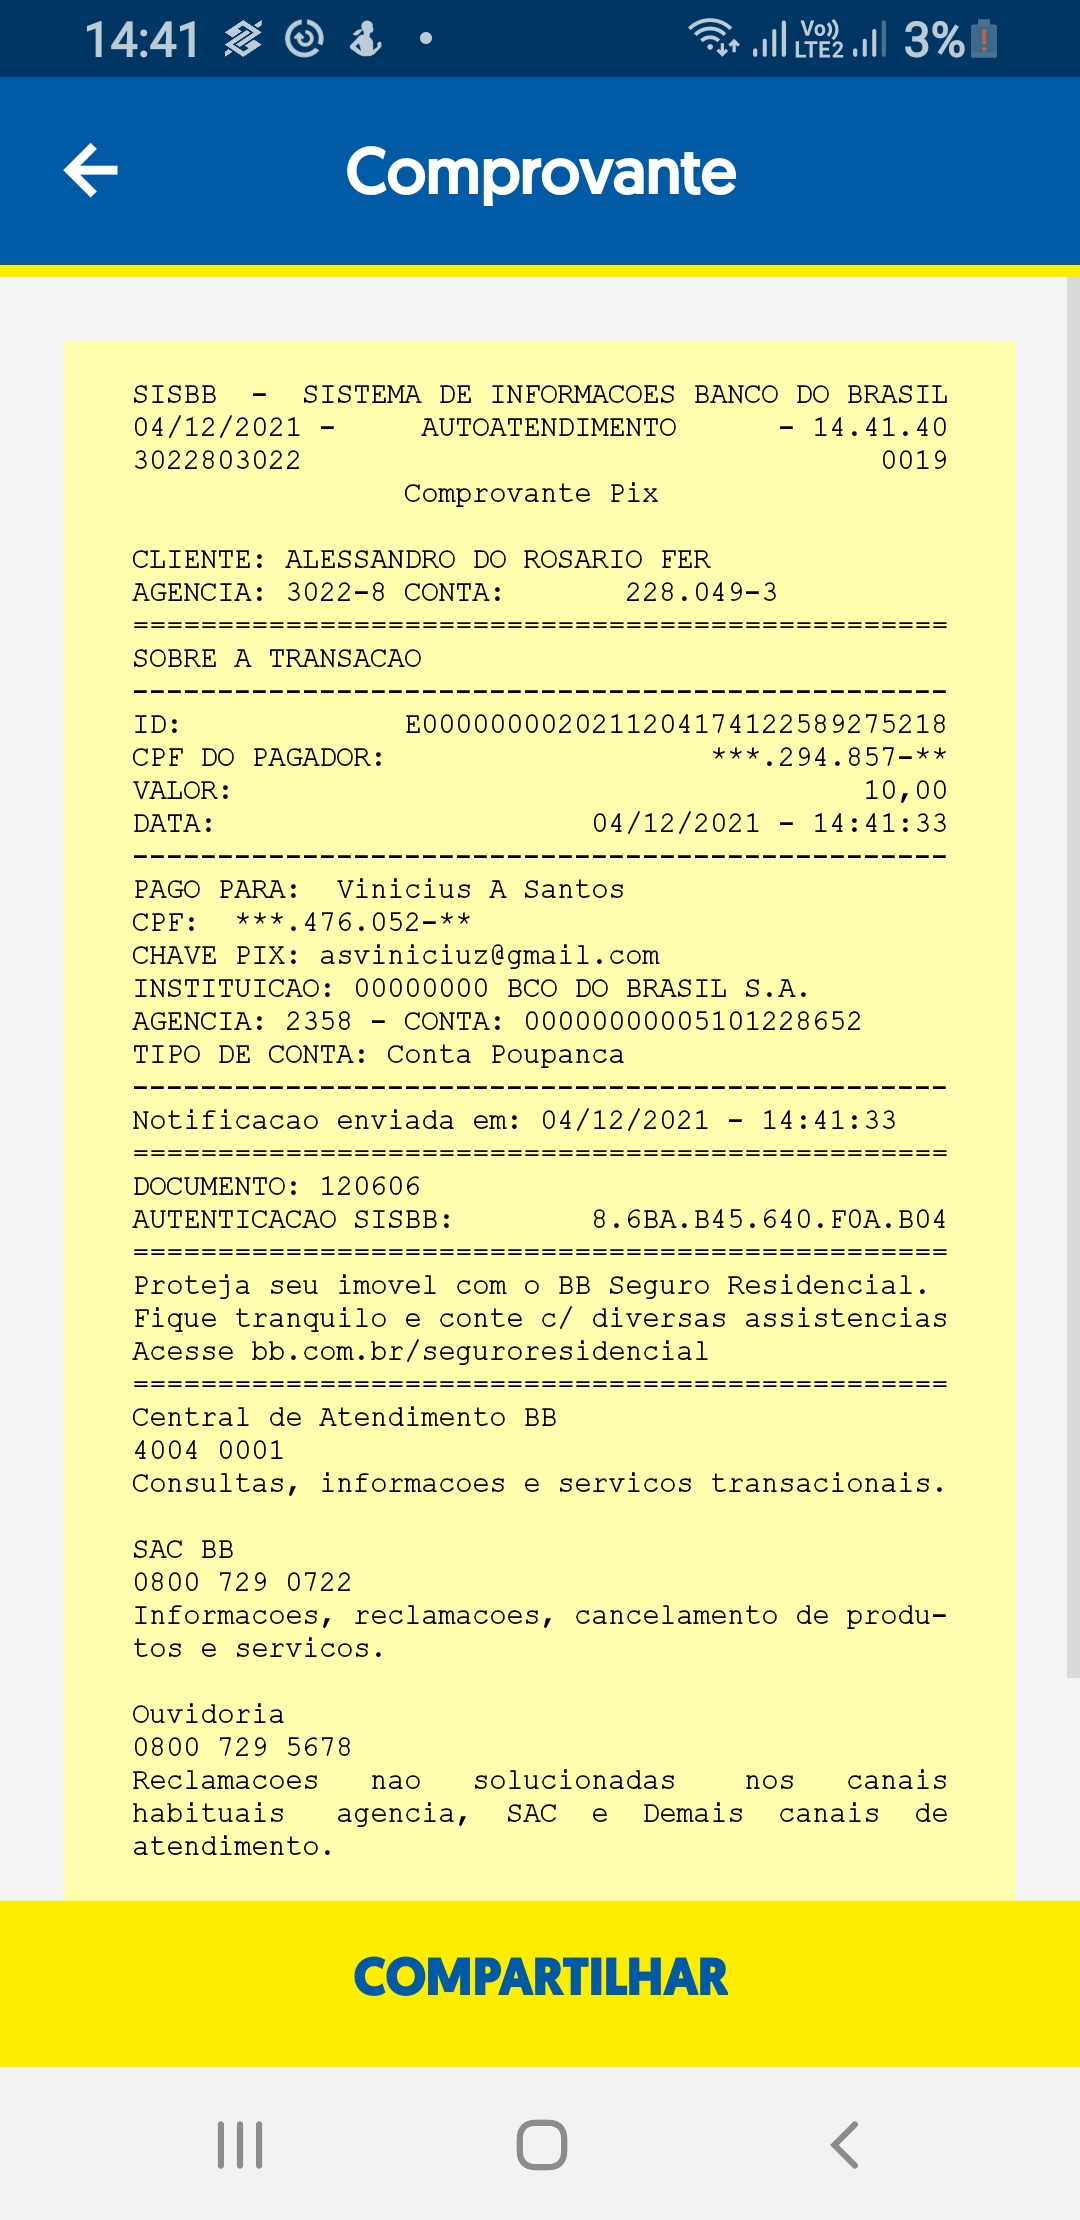 14:41 Vo)) LTE2 3%
Comprovante
SISBB - SISTEMA DE INFORMACOES BANCO DO BRASIL
04/12/2021 - AUTOATENDIMENTO - 14.41.40
3022803022 0019
Comprovante Pix
CLIENTE: ALESSANDRO DO ROSARIO FER
AGENCIA: 3022-8 CONTA: 228.049-3
================================================
SOBRE A TRANSACAO
------------------------------------------------
ID: E0000000020211204174122589275218
CPF DO PAGADOR: ***.294.857-**
VALOR: 10,00
DATA: 04/12/2021 - 14:41:33
------------------------------------------------
PAGO PARA: Vinicius A Santos
CPF: ***.476.052-**
CHAVE PIX: asviniciuz@gmail.com
INSTITUICAO: 00000000 BCO DO BRASIL S.A.
AGENCIA: 2358 - CONTA: 00000000005101228652
TIPO DE CONTA: Conta Poupanca
------------------------------------------------
Notificacao enviada em: 04/12/2021 - 14:41:33
================================================
DOCUMENTO: 120606
AUTENTICACAO SISBB: 8.6BA.B45.640.F0A.B04
================================================
Proteja seu imovel com o BB Seguro Residencial.
Fique tranquilo e conte c/ diversas assistencias
Acesse bb.com.br/seguroresidencial
================================================
Central de Atendimento BB
4004 0001
Consultas, informacoes e servicos transacionais.
SAC BB
0800 729 0722
Informacoes, reclamacoes, cancelamento de produ-
tos e servicos.
Ouvidoria
0800 729 5678
Reclamacoes nao solucionadas nos canais
habituais agencia, SAC e Demais canais de
atendimento.
COMPARTILHAR